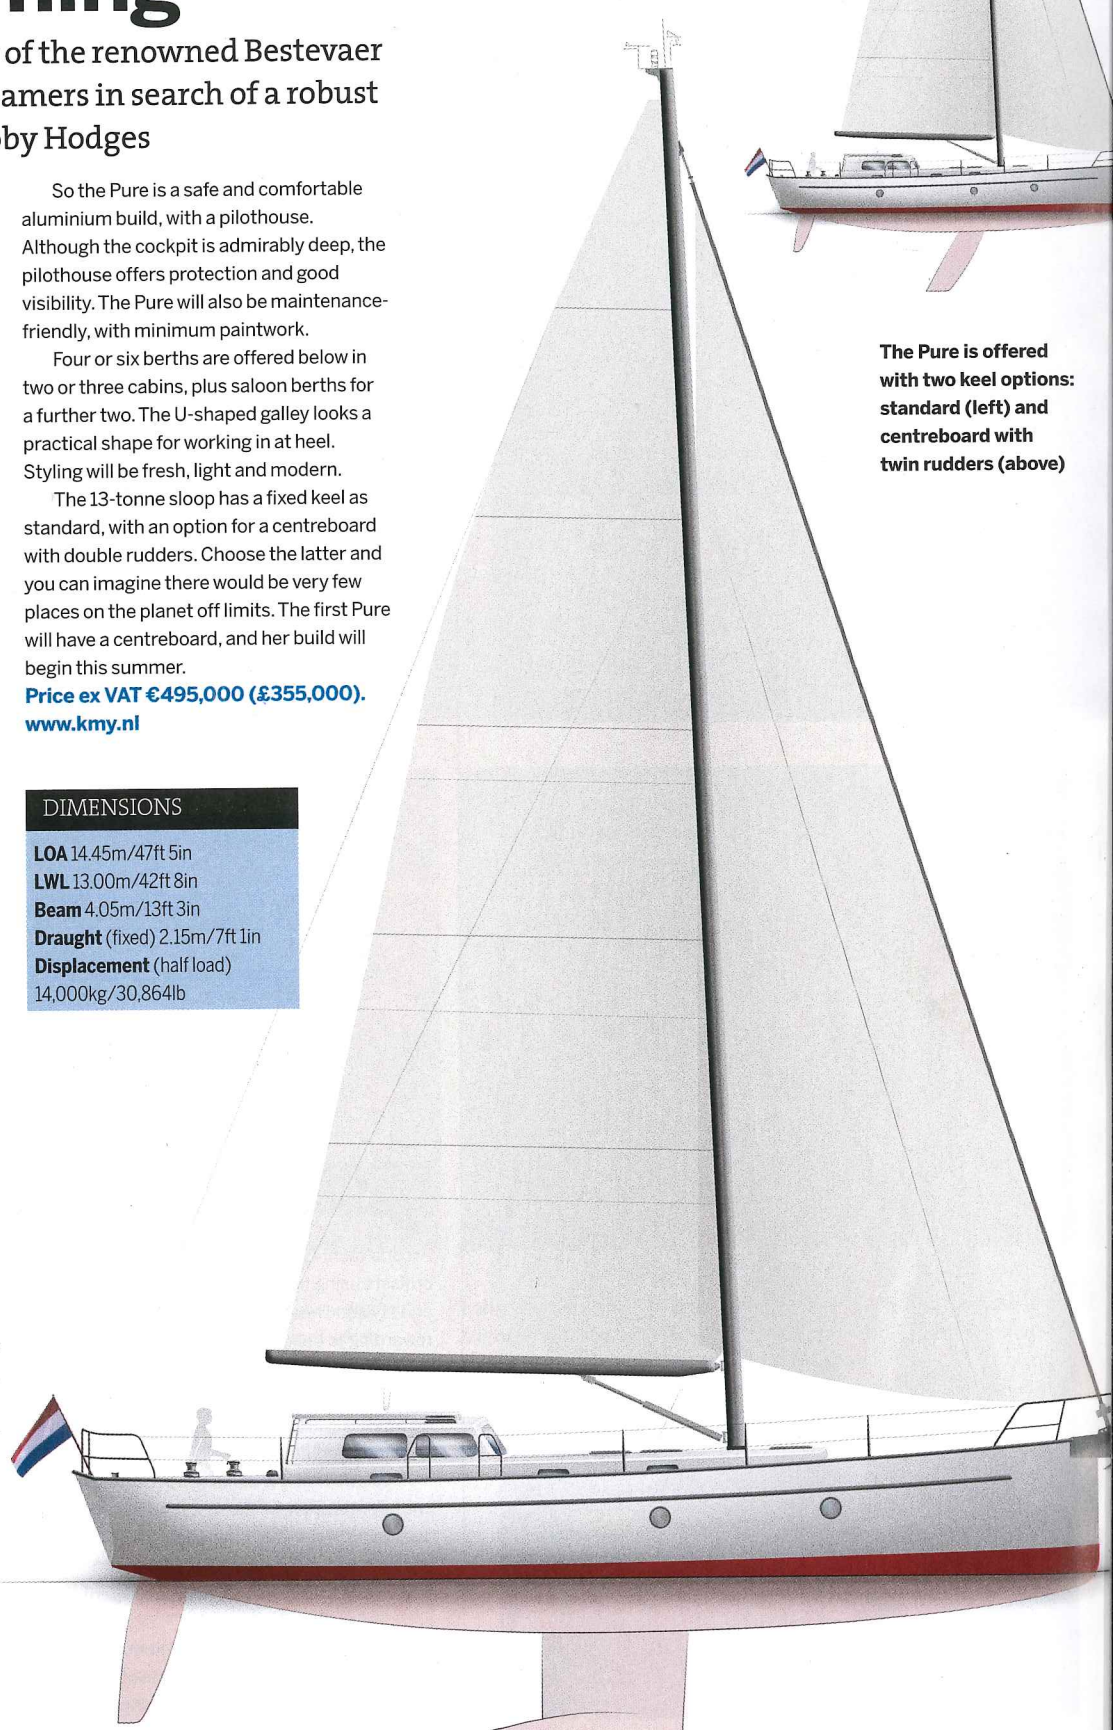 of the renowned Bestevaer
in search of a robust
Hodges
So the Pure is a safe and comfortable
aluminium build, with a pilothouse.
Although the cockpit is admirably deep, the
pilothouse offers protection and good
visibility. The Pure will also be maintenance-
friendly, with minimum paintwork.
Four or six berths are offered below in
two or three cabins, plus saloon berths for
a further two. The U-shaped galley looks a
practical shape for working in at heel.
Styling will be fresh, light and modern.
The 13-tonne sloop has a fixed keel as
standard, with an option for a centreboard
with double rudders. Choose the latter and
you can imagine there would be very few
places on the planet off limits. The first Pure
will have a centreboard, and her build will
begin this summer.
Price ex VAT €495,000 (£355,000).
www.kmy.nl
DIMENSIONS
LOA 14.45m/47ft 5in
LWL 13.00m/42ft 8in
Beam 4.05m/13ft 3in
Draught (fixed) 2.15m/7ft 1in
Displacement (half load)
14,000kg/30,864lb
The Pure is offered
with two keel options:
standard (left) and
centreboard with
twin rudders (above)